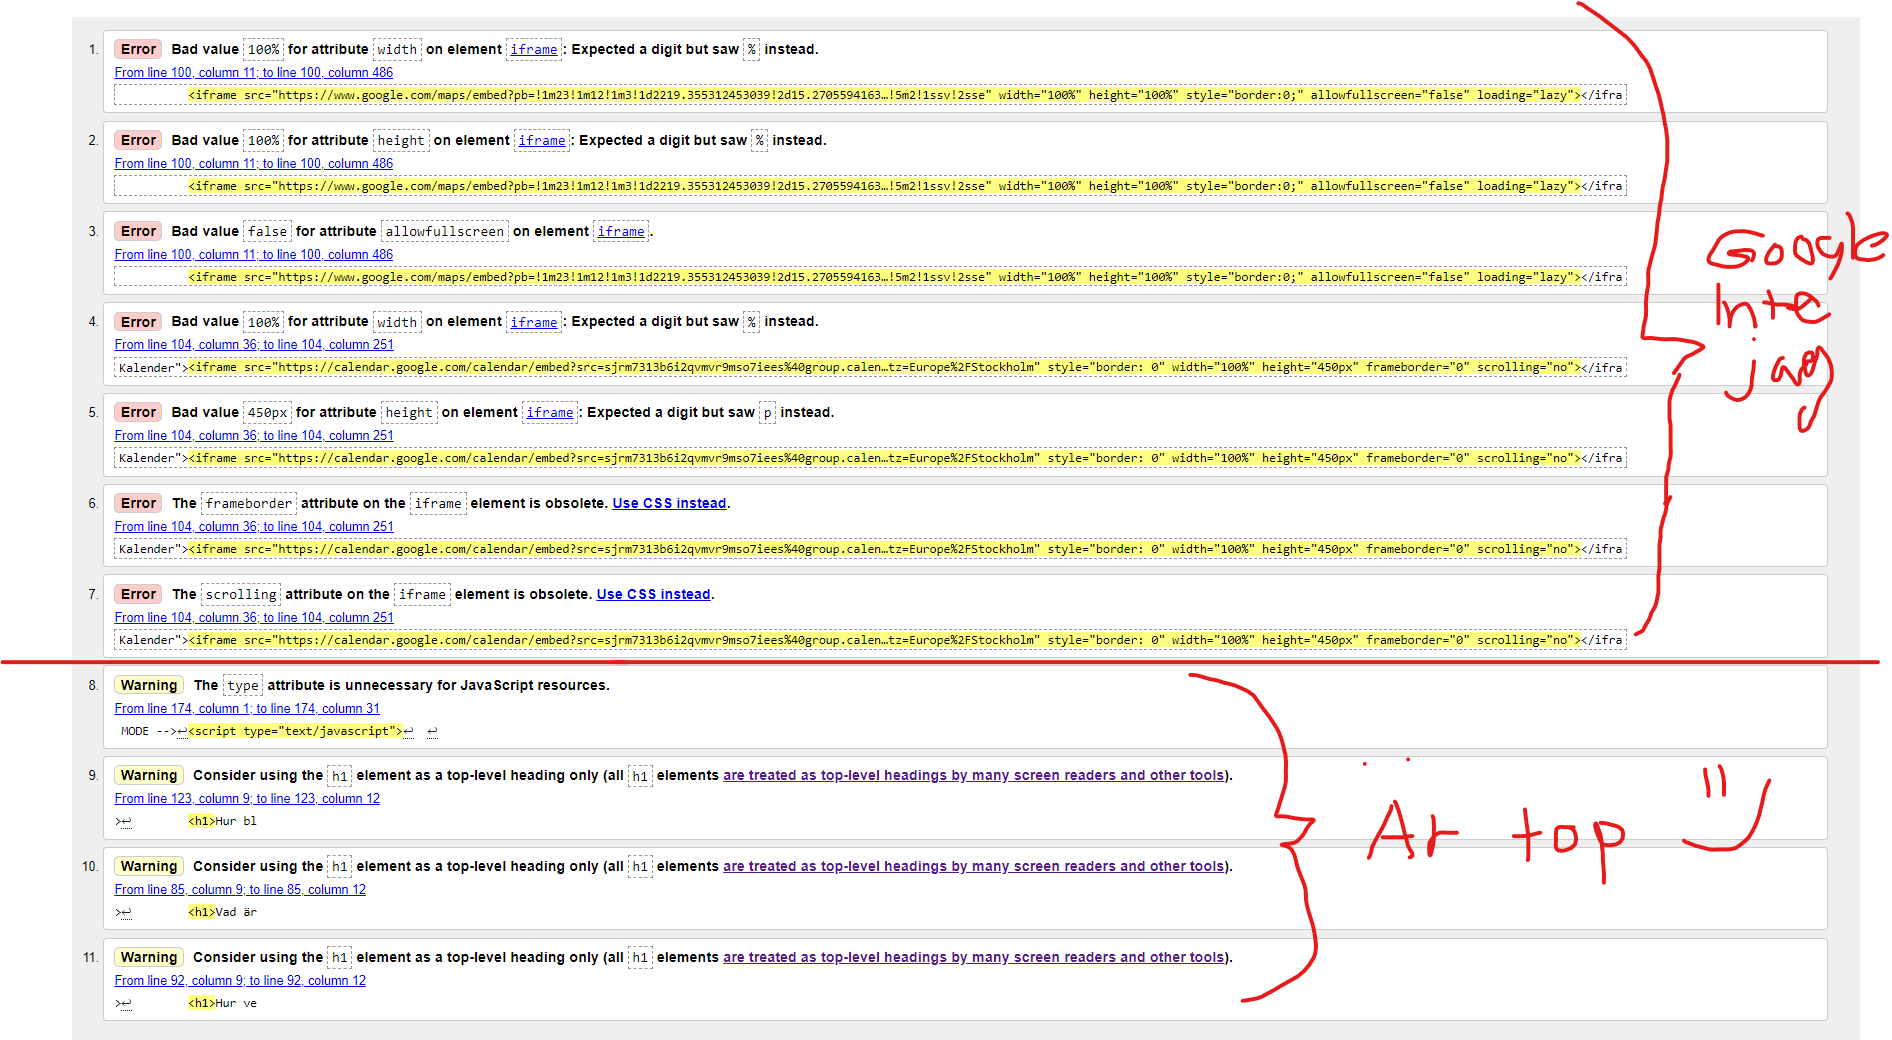 1. Error Bad value 100% for attribute width on element iframe: Expected a digit but saw % instead.
From line 100, column 11; to line 100, column 486
<iframe src="https://www.google.com/maps/embed?pb=!1m23!1m12!1m3!1d2219.355312453039!2d15.2705594163…!5m2!1ssv!2sse" width="100%" height="100%" style="border:0;" allowfullscreen="false" loading="lazy"></ifra
2. Error Bad value 100% for attribute height on element iframe: Expected a digit but saw % instead.
From line 100, column 11; to line 100, column 486
<iframe src="https://www.google.com/maps/embed?pb=!1m23!1m12!1m3!1d2219.355312453039!2d15.2705594163…!5m2!1ssv!2sse" width="100%" height="100%" style="border:0;" allowfullscreen="false" loading="lazy"></ifra
3. Error Bad value false for attribute allowfullscreen on element iframe.
From line 100, column 11; to line 100, column 486
<iframe src="https://www.google.com/maps/embed?pb=!1m23!1m12!1m3!1d2219.355312453039!2d15.2705594163…!5m2!1ssv!2sse" width="100%" height="100%" style="border:0;" allowfullscreen="false" loading="lazy"></ifra
4. Error Bad value 100% for attribute width on element iframe: Expected a digit but saw % instead.
From line 104, column 36; to line 104, column 251
Kalender"><iframe src="https://calendar.google.com/calendar/embed?src=sjrm7313b6i2qvmvr9mso7iees%40group.calen…tz=Europe%2FStockholm" style="border: 0" width="100%" height="450px" frameborder="0" scrolling="no"></ifra
5. Error Bad value 450px for attribute height on element iframe: Expected a digit but saw p instead.
From line 104, column 36; to line 104, column 251
Kalender"><iframe src="https://calendar.google.com/calendar/embed?src=sjrm7313b6i2qvmvr9mso7iees%40group.calen…tz=Europe%2FStockholm" style="border: 0" width="100%" height="450px" frameborder="0" scrolling="no"></ifra
6. Error The frameborder attribute on the iframe element is obsolete. Use CSS instead.
From line 104, column 36; to line 104, column 251
Kalender"><iframe src="https://calendar.google.com/calendar/embed?src=sjrm7313b6i2qvmvr9mso7iees%40group.calen…tz=Europe%2FStockholm" style="border: 0" width="100%" height="450px" frameborder="0" scrolling="no"></ifra
7. Error The scrolling attribute on the iframe element is obsolete. Use CSS instead.
From line 104, column 36; to line 104, column 251
Kalender"><iframe src="https://calendar.google.com/calendar/embed?src=sjrm7313b6i2qvmvr9mso7iees%40group.calen…tz=Europe%2FStockholm" style="border: 0" width="100%" height="450px" frameborder="0" scrolling="no"></ifra
Google
Inte
jag
8. Warning The type attribute is unnecessary for JavaScript resources.
From line 174, column 1; to line 174, column 31
MODE -->↩<script type="text/javascript">↩ ↩
9. Warning Consider using the h1 element as a top-level heading only (all h1 elements are treated as top-level headings by many screen readers and other tools).
From line 123, column 9; to line 123, column 12
>↩ <h1>Hur bl
10. Warning Consider using the h1 element as a top-level heading only (all h1 elements are treated as top-level headings by many screen readers and other tools).
From line 85, column 9; to line 85, column 12
>↩ <h1>Vad är
11. Warning Consider using the h1 element as a top-level heading only (all h1 elements are treated as top-level headings by many screen readers and other tools).
From line 92, column 9; to line 92, column 12
>↩ <h1>Hur ve
Är top